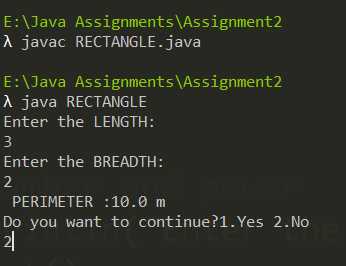 E:\Java Assignments\Assignment2
λ javac RECTANGLE.java
E:\Java Assignments\Assignment2
λ java RECTANGLE
Enter the LENGTH:
3
Enter the BREADTH:
2
PERIMETER :10.0 m
Do you want to continue?1.Yes 2.No
2